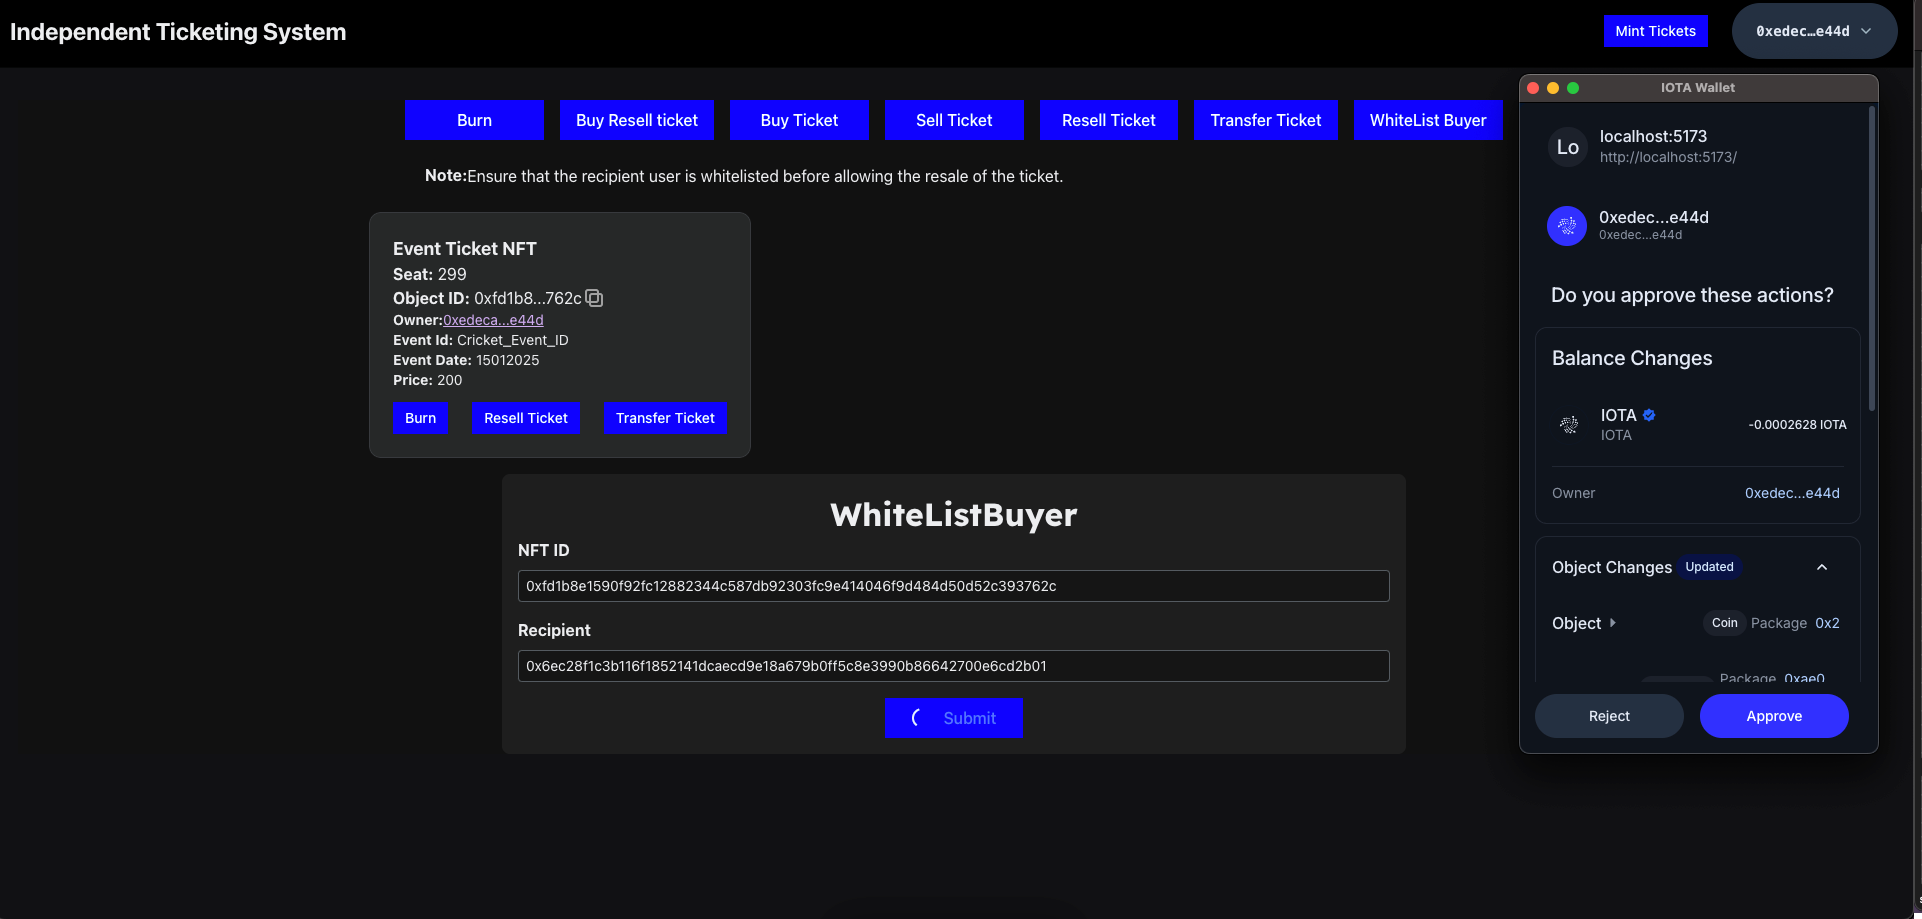 Independent Ticketing System
Mint Tickets
0xedec…e44d
Burn
Buy Resell ticket
Buy Ticket
Sell Ticket
Resell Ticket
Transfer Ticket
WhiteList Buyer
Note:Ensure that the recipient user is whitelisted before allowing the resale of the ticket.
Event Ticket NFT
Seat: 299
Object ID: 0xfd1b8...762c
Owner:0xedeca...e44d
Event Id: Cricket_Event_ID
Event Date: 15012025
Price: 200
Burn
Resell Ticket
Transfer Ticket
WhiteListBuyer
NFT ID
0xfd1b8e1590f92fc12882344c587db92303fc9e414046f9d484d50d52c393762c
Recipient
0x6ec28f1c3b116f1852141dcaecd9e18a679b0ff5c8e3990b86642700e6cd2b01
Submit
IOTA Wallet
Lo
localhost:5173
http://localhost:5173/
0xedec...e44d
0xedec...e44d
Do you approve these actions?
Balance Changes
IOTA
IOTA
-0.0002628 IOTA
Owner
0xedec...e44d
Object Changes
Updated
Object
Coin
Package 0x2
Package 0xae0
Reject
Approve